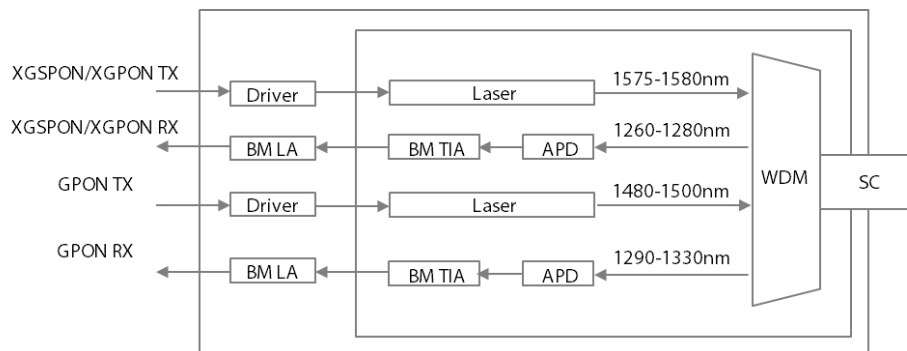 XGSPON/XGPON TX
Driver
Laser
1575-1580nm
XGSPON/XGPON RX
BM LA
BM TIA
APD
1260-1280nm
WDM
SC
GPON TX
Driver
Laser
1480-1500nm
GPON RX
BM LA
BM TIA
APD
1290-1330nm